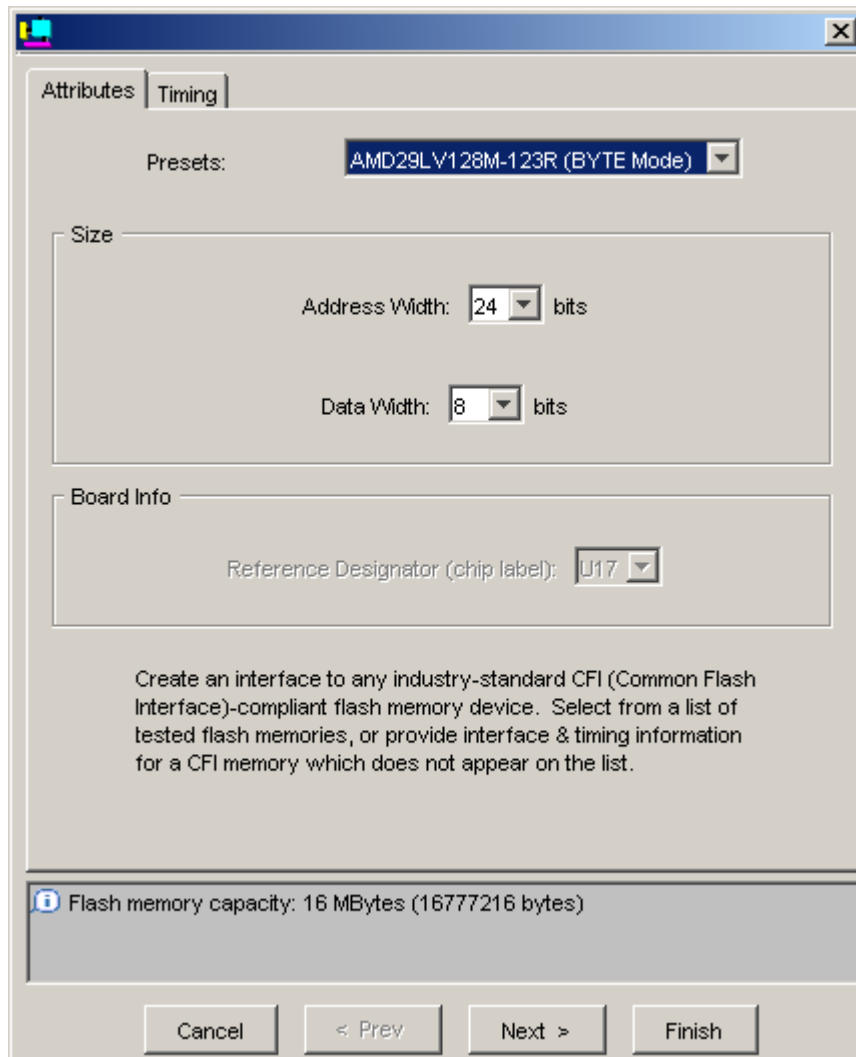 Attributes Timing
Presets: AMD29LV128M-123R (BYTE Mode)
Size
Address Width: 24 bits
Data Width: 8 bits
Board Info
Reference Designator (chip label): U17
Create an interface to any industry-standard CFI (Common Flash
Interface)-compliant flash memory device. Select from a list of
tested flash memories, or provide interface & timing information
for a CFI memory which does not appear on the list.
Flash memory capacity: 16 MBytes (16777216 bytes)
Cancel < Prev Next > Finish